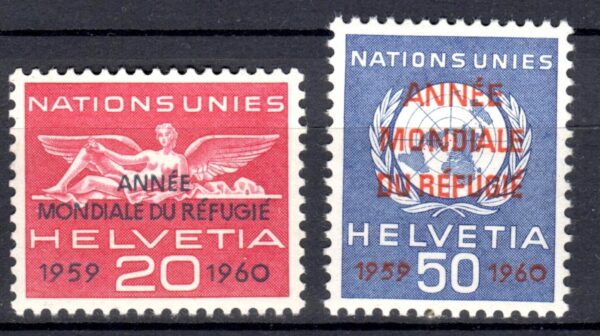 NATIONS UNIES
ANNÉE
MONDIALE DU RÉFUGIÉ
HELVETIA
1959 20 1960
NATIONS UNIES
ANNÉE
MONDIALE
DU RÉFUGIÉ
HELVETIA
1959 50 1960